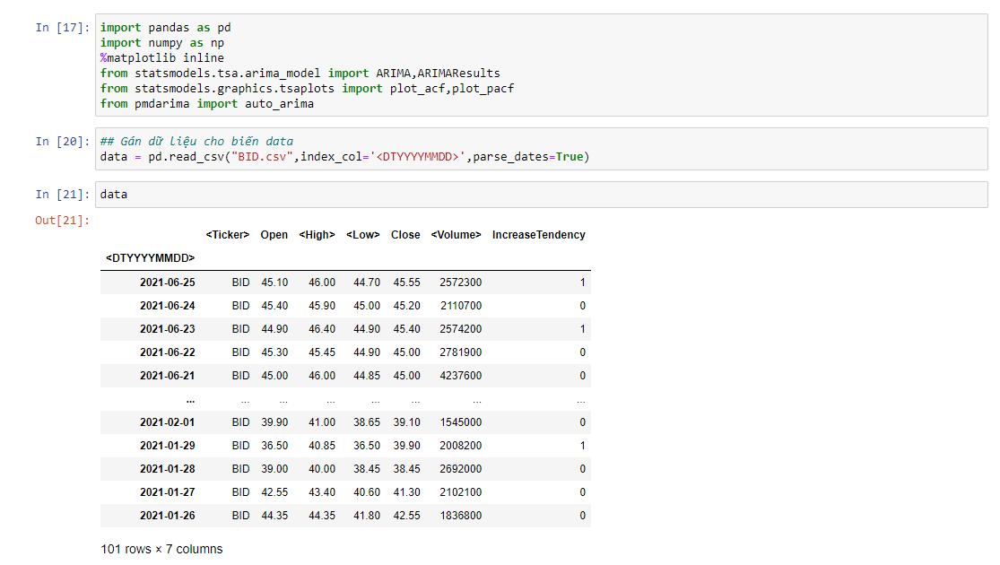 In [17]: import pandas as pd
import numpy as np
%matplotlib inline
from statsmodels.tsa.arima_model import ARIMA,ARIMAResults
from statsmodels.graphics.tsaplots import plot_acf,plot_pacf
from pmdarima import auto_arima
In [20]: ## Gán dữ liệu cho biến data
data = pd.read_csv("BID.csv",index_col='<DTYYYYMMDD>',parse_dates=True)
In [21]: data
Out[21]:
<Ticker> Open <High> <Low> Close <Volume> IncreaseTendency
<DTYYYYMMDD>
2021-06-25 BID 45.10 46.00 44.70 45.55 2572300 1
2021-06-24 BID 45.40 45.90 45.00 45.20 2110700 0
2021-06-23 BID 44.90 46.40 44.90 45.40 2574200 1
2021-06-22 BID 45.30 45.45 44.90 45.00 2781900 0
2021-06-21 BID 45.00 46.00 44.85 45.00 4237600 0
... ... ... ... ... ... ... ...
2021-02-01 BID 39.90 41.00 38.65 39.10 1545000 0
2021-01-29 BID 36.50 40.85 36.50 39.90 2008200 1
2021-01-28 BID 39.00 40.00 38.45 38.45 2692000 0
2021-01-27 BID 42.55 43.40 40.60 41.30 2102100 0
2021-01-26 BID 44.35 44.35 41.80 42.55 1836800 0
101 rows × 7 columns